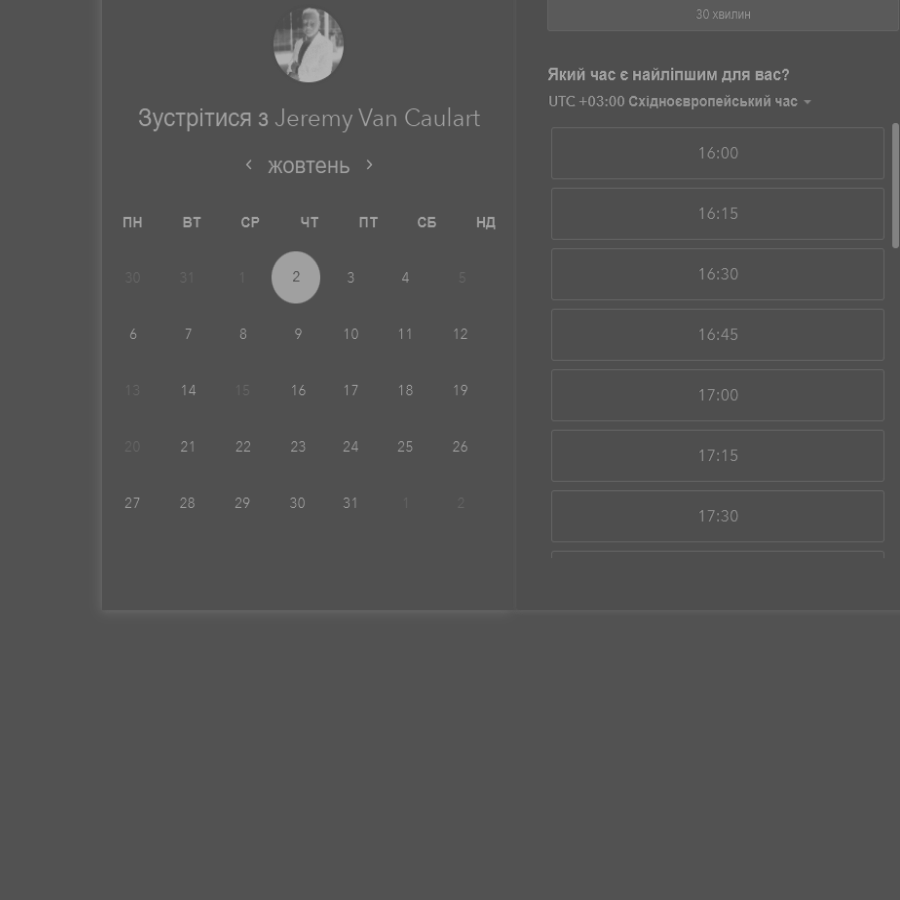 Зустрітися з Jeremy Van Caulart
жовтень
ПН ВТ СР ЧТ ПТ СБ НД
30 31 1 2 3 4 5
6 7 8 9 10 11 12
13 14 15 16 17 18 19
20 21 22 23 24 25 26
27 28 29 30 31 1 2
30 хвилин
Який час є найліпшим для вас?
UTC +03:00 Східноєвропейський час
16:00
16:15
16:30
16:45
17:00
17:15
17:30